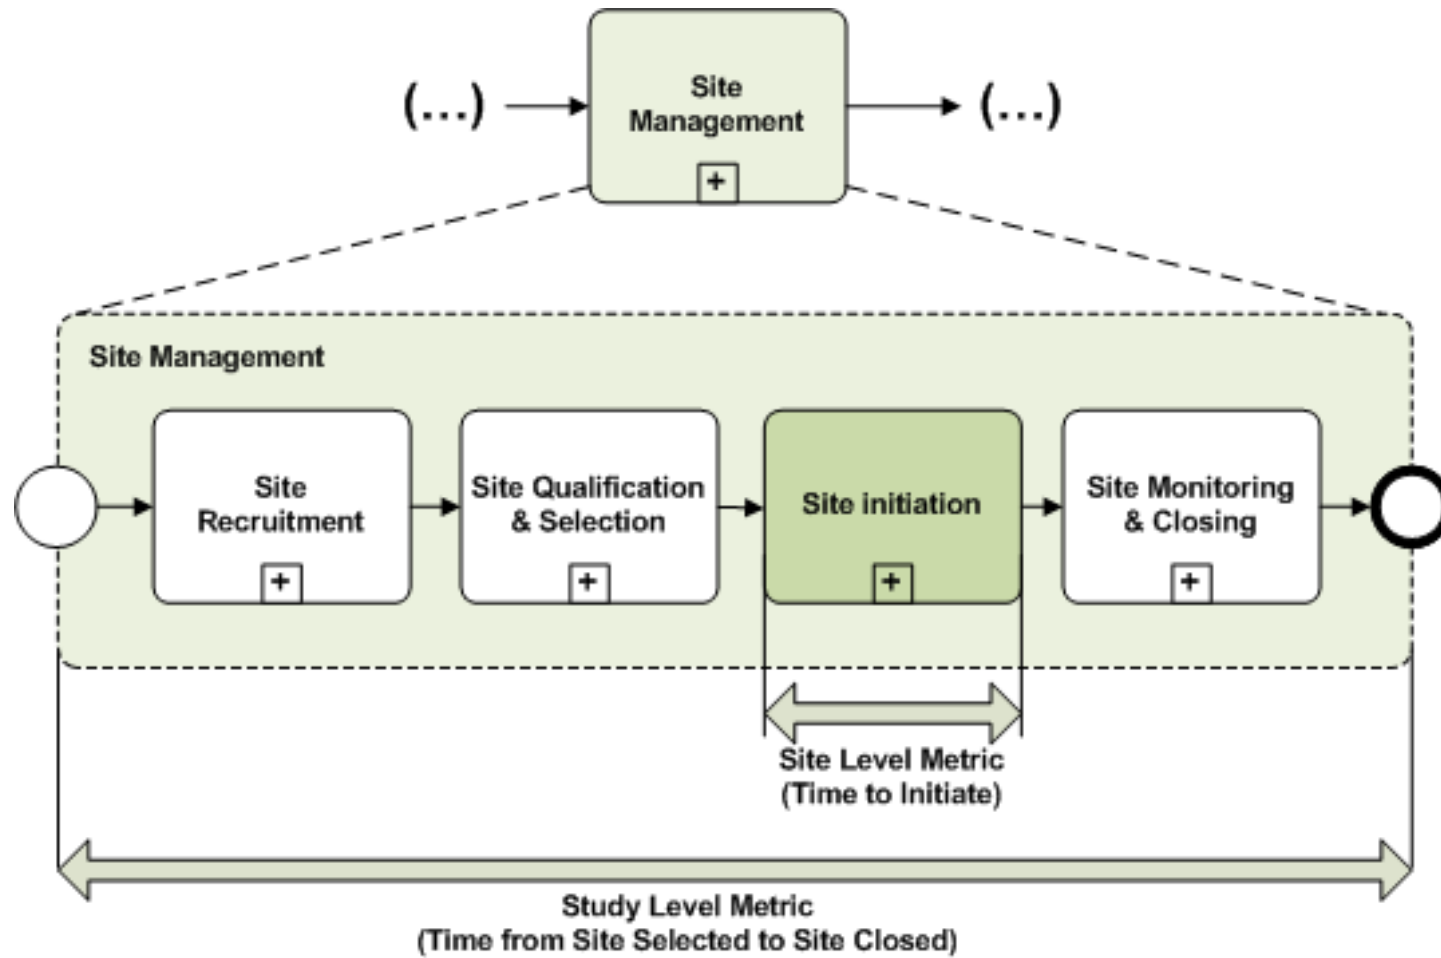 (...)
Site
Management
(...)
+
Site Management
Site
Recruitment
+
Site Qualification
& Selection
+
Site initiation
+
Site Monitoring
& Closing
+
Site Level Metric
(Time to Initiate)
Study Level Metric
(Time from Site Selected to Site Closed)